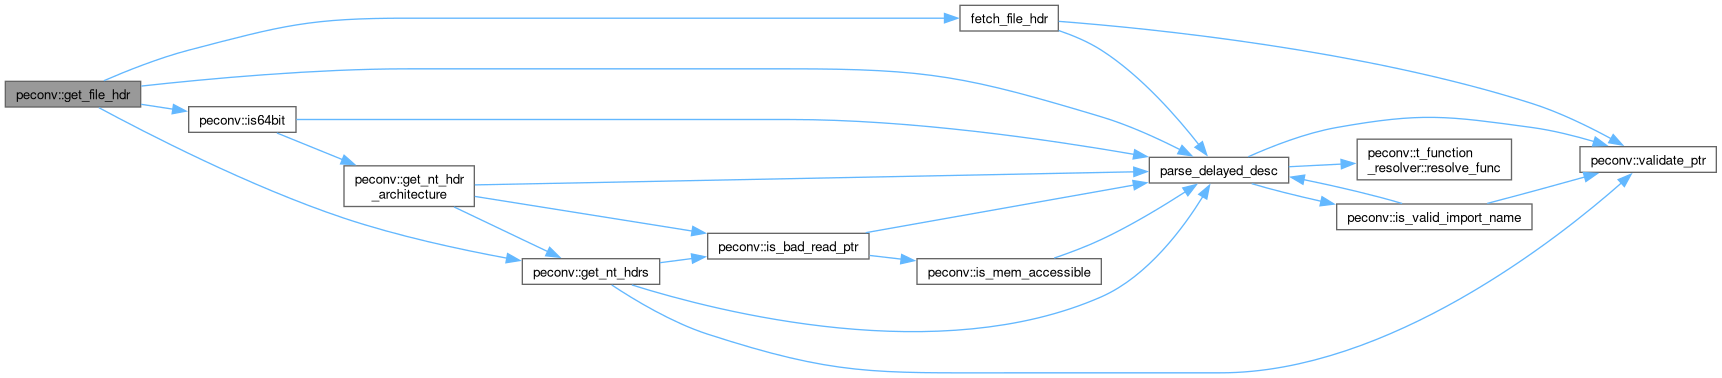 fetch_file_hdr
peconv::get_file_hdr
peconv::is64bit
peconv::t_function
_resolver::resolve_func
peconv::validate_ptr
parse_delayed_desc
peconv::get_nt_hdr
_architecture
peconv::is_valid_import_name
peconv::is_bad_read_ptr
peconv::get_nt_hdrs
peconv::is_mem_accessible